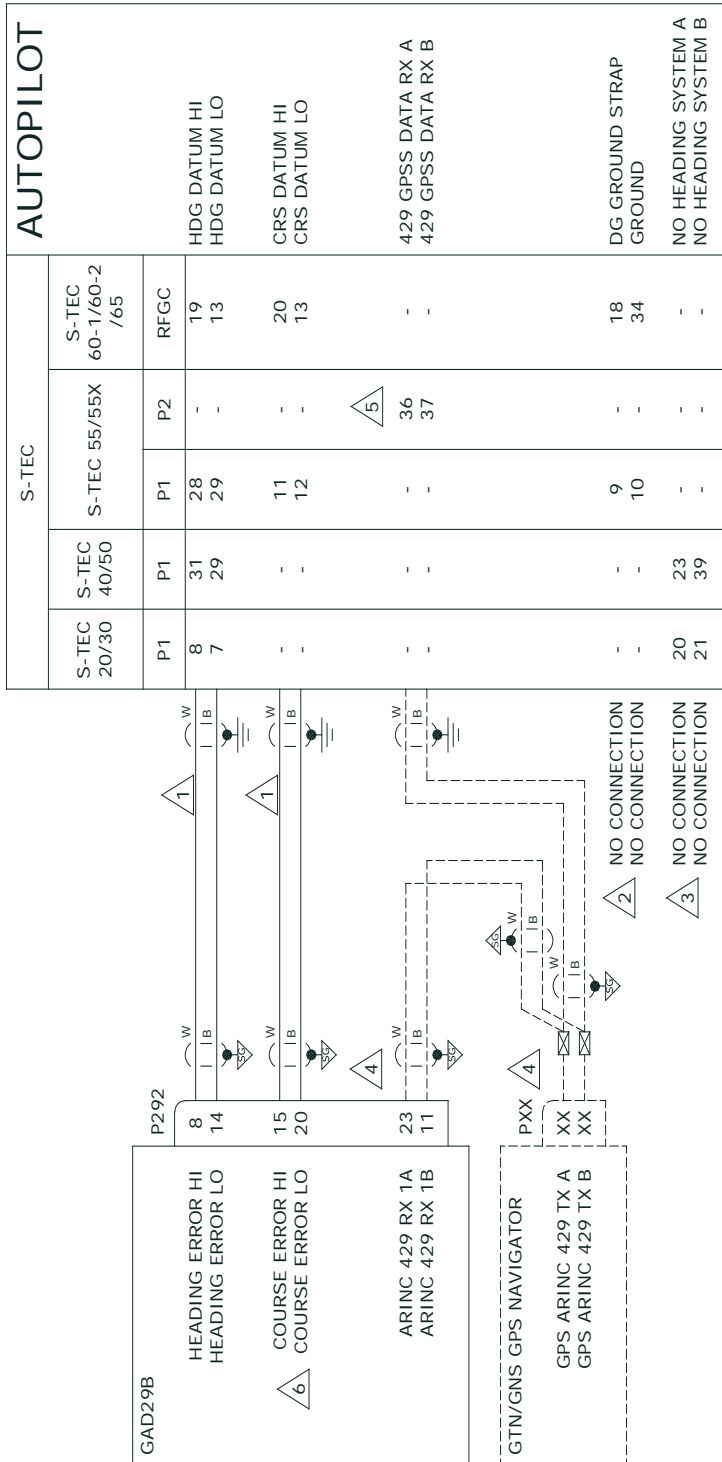 GAD29B
P292
HEADING ERROR HI 8
HEADING ERROR LO 14
COURSE ERROR HI 15
COURSE ERROR LO 20
6
ARINC 429 RX 1A 23
ARINC 429 RX 1B 11
4
GTN/GNS GPS NAVIGATOR
PXX
4
GPS ARINC 429 TX A XX
GPS ARINC 429 TX B XX
W
B
SG
W
B
SG
W
B
SG
W
B
SG
W
B
SG
1
1
W
B
W
B
W
B
2
NO CONNECTION
NO CONNECTION
3
NO CONNECTION
NO CONNECTION
S-TEC
AUTOPILOT
S-TEC 20/30
S-TEC 40/50
S-TEC 55/55X
S-TEC 60-1/60-2 /65
P1 P1 P1 P2 RFGC
8 31 28 - 19 HDG DATUM HI
7 29 29 - 13 HDG DATUM LO
- - 11 - 20 CRS DATUM HI
- - 12 - 13 CRS DATUM LO
5
- - - 36 - 429 GPSS DATA RX A
- - - 37 - 429 GPSS DATA RX B
- - 9 - 18 DG GROUND STRAP
- - 10 - 34 GROUND
20 23 - - - NO HEADING SYSTEM A
21 39 - - - NO HEADING SYSTEM B